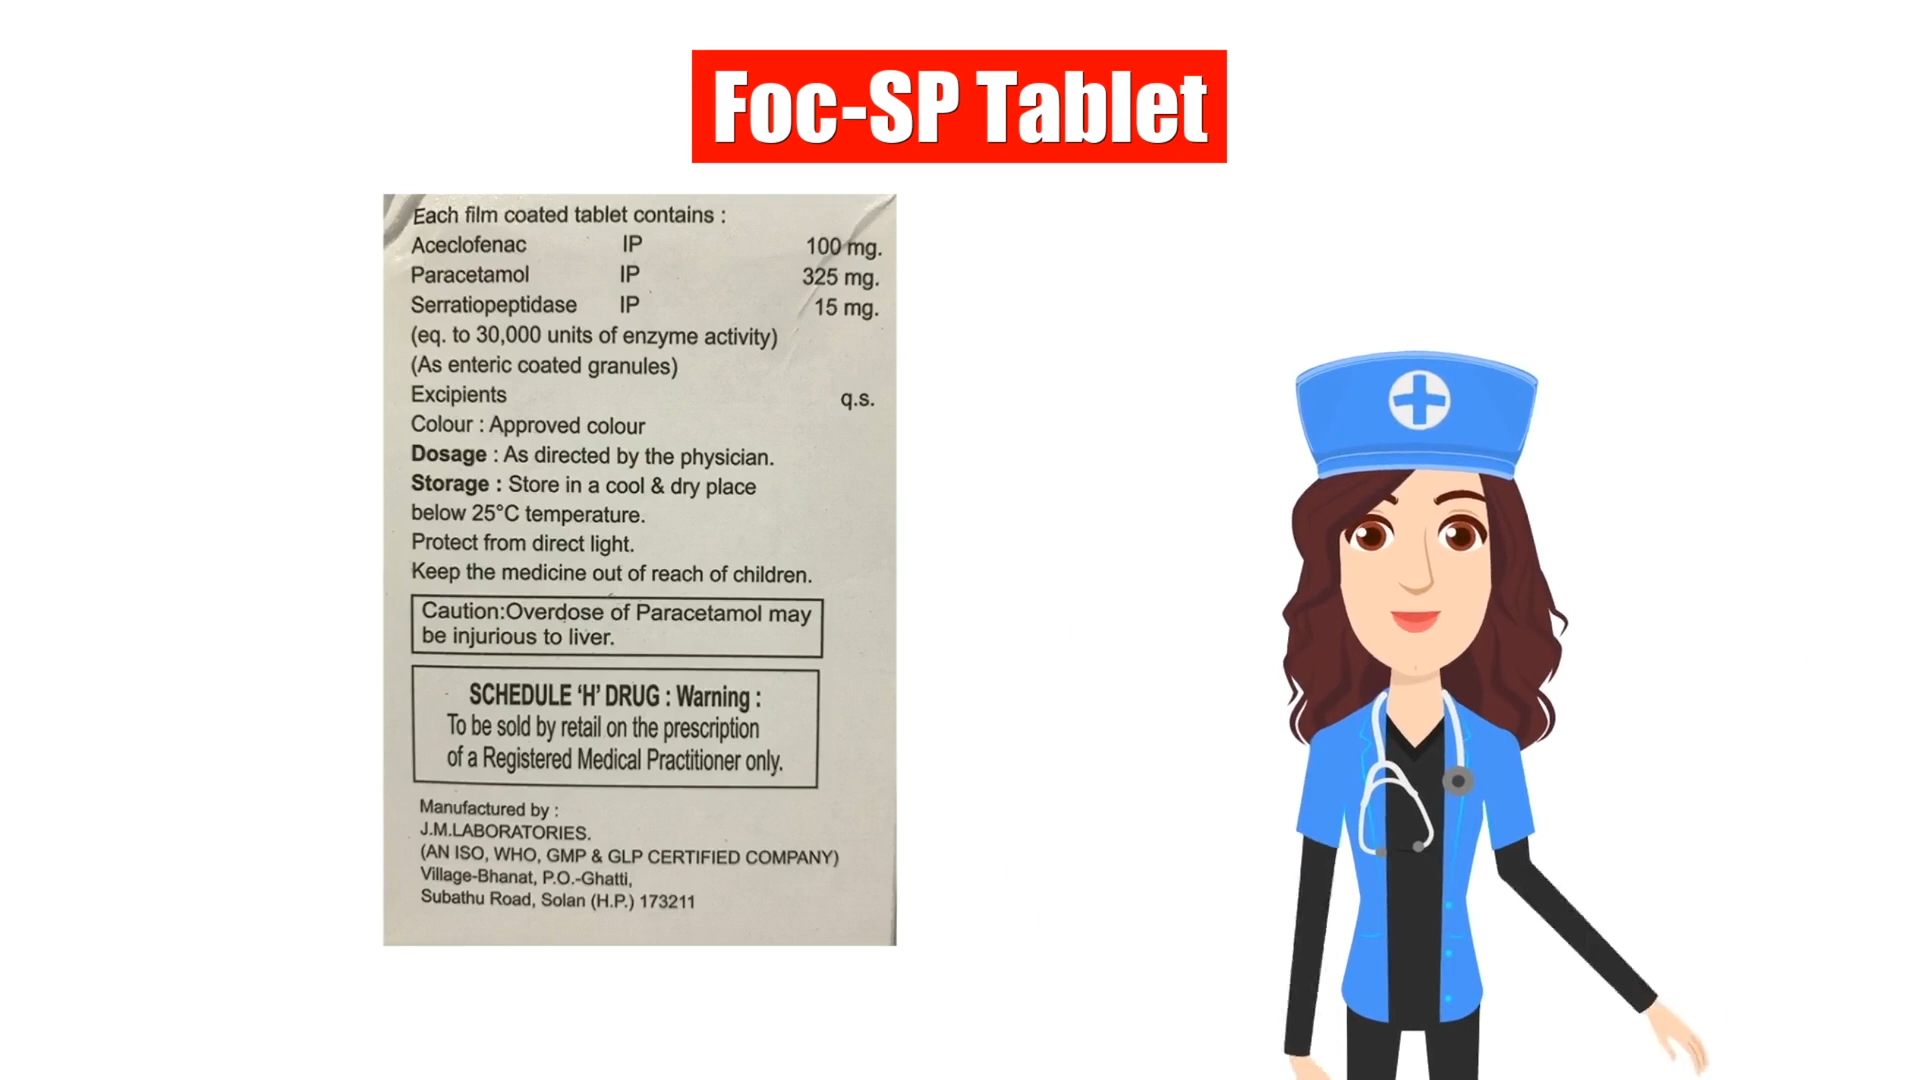 Foc-SP Tablet
Each film coated tablet contains :
Aceclofenac IP 100 mg.
Paracetamol IP 325 mg.
Serratiopeptidase IP 15 mg.
(eq. to 30,000 units of enzyme activity)
(As enteric coated granules)
Excipients q.s.
Colour : Approved colour
Dosage : As directed by the physician.
Storage : Store in a cool & dry place
below 25°C temperature.
Protect from direct light.
Keep the medicine out of reach of children.
Caution:Overdose of Paracetamol may
be injurious to liver.
SCHEDULE ‘H’ DRUG : Warning :
To be sold by retail on the prescription
of a Registered Medical Practitioner only.
Manufactured by :
J.M.LABORATORIES.
(AN ISO, WHO, GMP & GLP CERTIFIED COMPANY)
Village-Bhanat, P.O.-Ghatti,
Subathu Road, Solan (H.P.) 173211